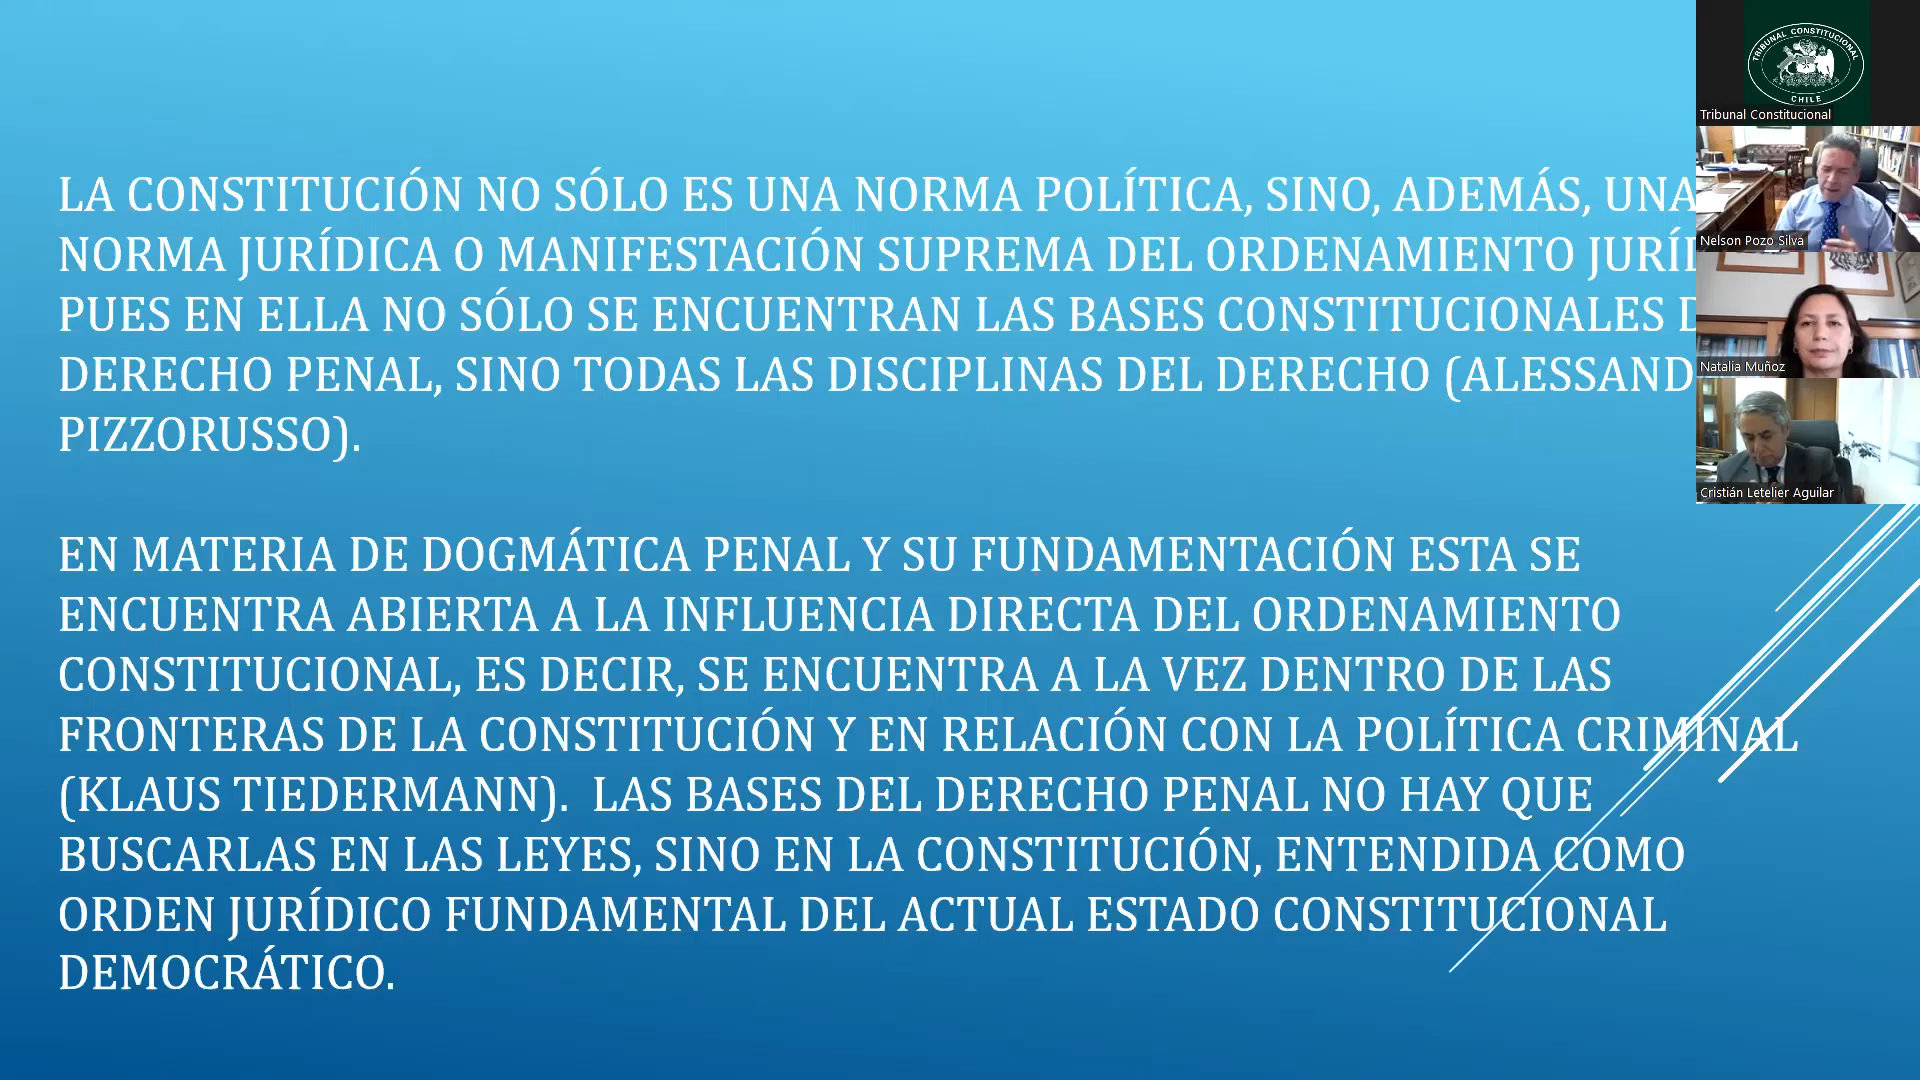 LA CONSTITUCIÓN NO SÓLO ES UNA NORMA POLÍTICA, SINO, ADEMÁS, UNA
NORMA JURÍDICA O MANIFESTACIÓN SUPREMA DEL ORDENAMIENTO
PUES EN ELLA NO SÓLO SE ENCUENTRAN LAS BASES CONSTITUCIONALES
DERECHO PENAL, SINO TODAS LAS DISCIPLINAS DEL DERECHO
PIZZORUSSO).
EN MATERIA DE DOGMÁTICA PENAL Y SU FUNDAMENTACIÓN ESTA SE
ENCUENTRA ABIERTA A LA INFLUENCIA DIRECTA DEL ORDENAMIENTO
CONSTITUCIONAL, ES DECIR, SE ENCUENTRA A LA VEZ DENTRO DE LAS
FRONTERAS DE LA CONSTITUCIÓN Y EN RELACIÓN CON LA POLÍTICA CRIMINAL
(KLAUS TIEDERMANN).  LAS BASES DEL DERECHO PENAL NO HAY QUE
BUSCARLAS EN LAS LEYES, SINO EN LA CONSTITUCIÓN, ENTENDIDA COMO
ORDEN JURÍDICO FUNDAMENTAL DEL ACTUAL ESTADO CONSTITUCIONAL
DEMOCRÁTICO.
TRIBUNAL CONSTITUCIONAL
CHILE
Tribunal Constitucional
Nelson Pozo Silva
Natalia Muñoz
Cristián Letelier Aguilar